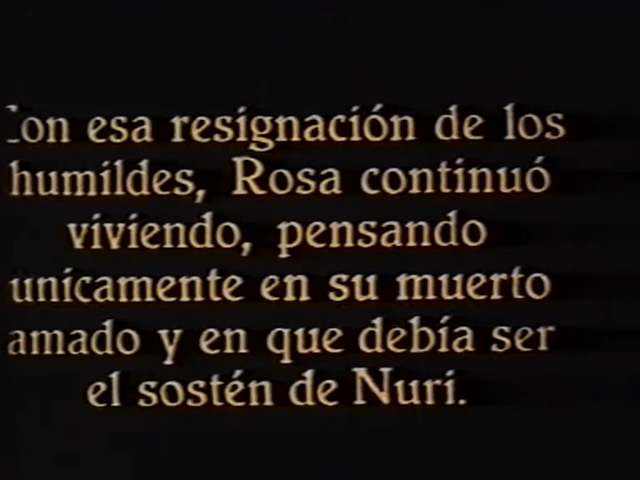 Con esa resignación de los
humildes, Rosa continuó
viviendo, pensando
unicamente en su muerto
amado y en que debía ser
el sostén de Nuri.